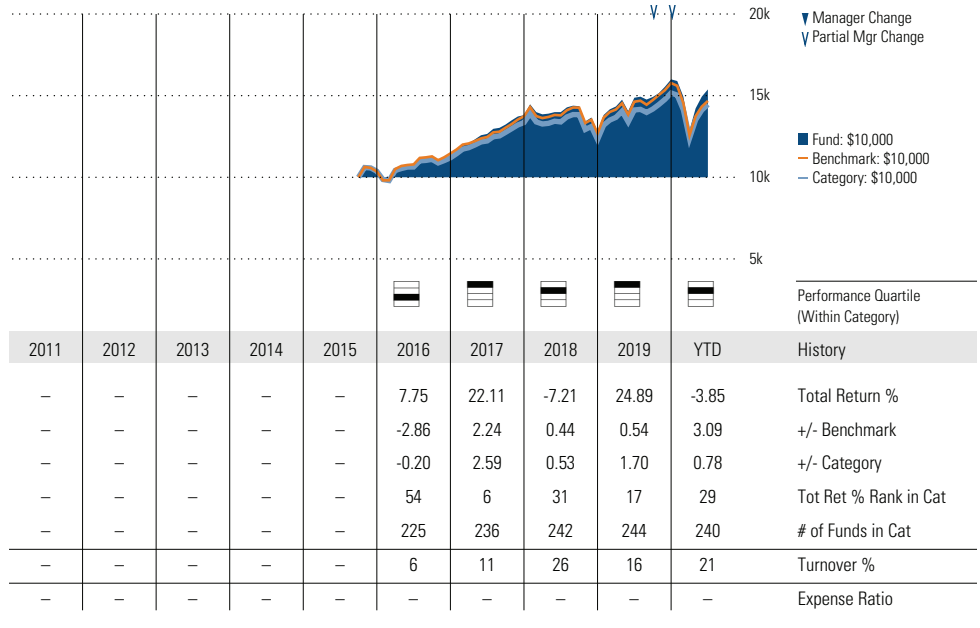 20k
▼ Manager Change
∨ Partial Mgr Change
15k
Fund: $10,000
Benchmark: $10,000
Category: $10,000
10k
5k
Performance Quartile
(Within Category)
2011 2012 2013 2014 2015 2016 2017 2018 2019 YTD History
– – – – – 7.75 22.11 -7.21 24.89 -3.85 Total Return %
– – – – – -2.86 2.24 0.44 0.54 3.09 +/- Benchmark
– – – – – -0.20 2.59 0.53 1.70 0.78 +/- Category
– – – – – 54 6 31 17 29 Tot Ret % Rank in Cat
– – – – – 225 236 242 244 240 # of Funds in Cat
– – – – – 6 11 26 16 21 Turnover %
– – – – – – – – – – Expense Ratio